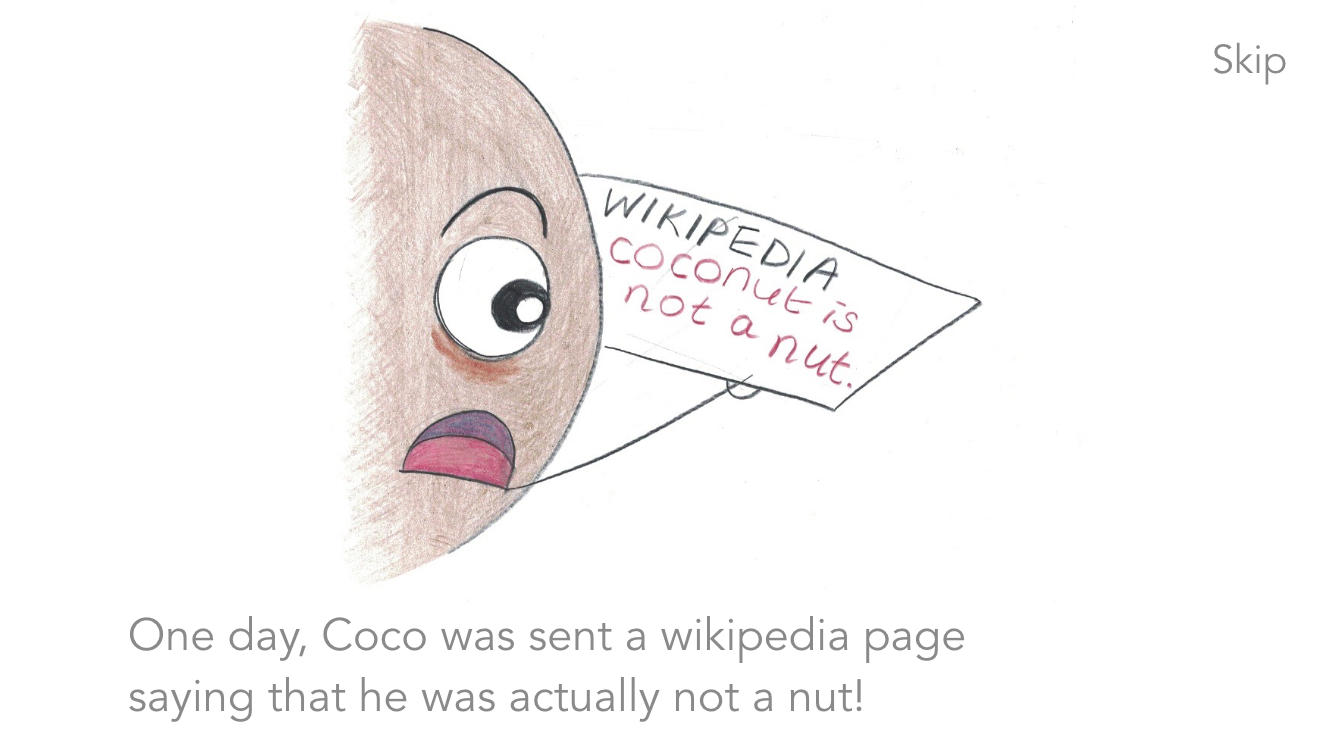 Skip
WIKIPEDIA
coconut is
not a nut.
One day, Coco was sent a wikipedia page
saying that he was actually not a nut!